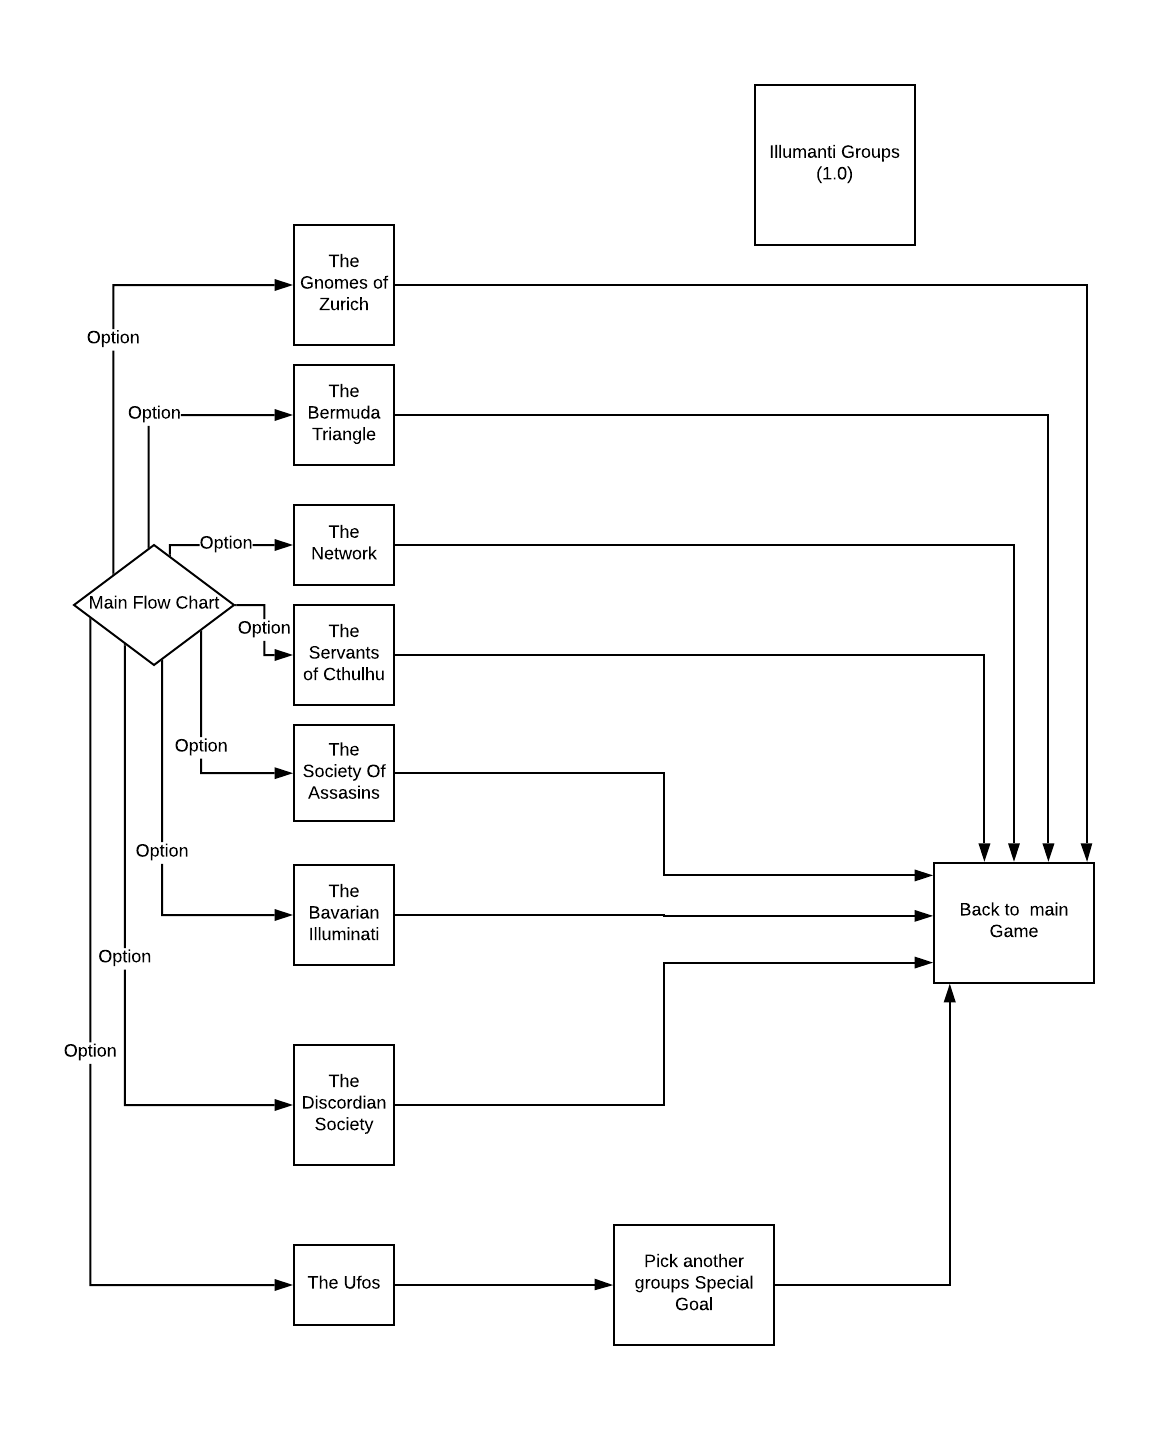 Illumanti Groups
(1.0)
The
Gnomes of
Zurich
Option
The
Bermuda
Triangle
Option
The
Network
Option
Main Flow Chart
The
Servants
of Cthulhu
Option
The
Society Of
Assasins
Option
The
Bavarian
Illuminati
Option
Back to  main
Game
Option
The
Discordian
Society
Option
The Ufos
Pick another
groups Special
Goal